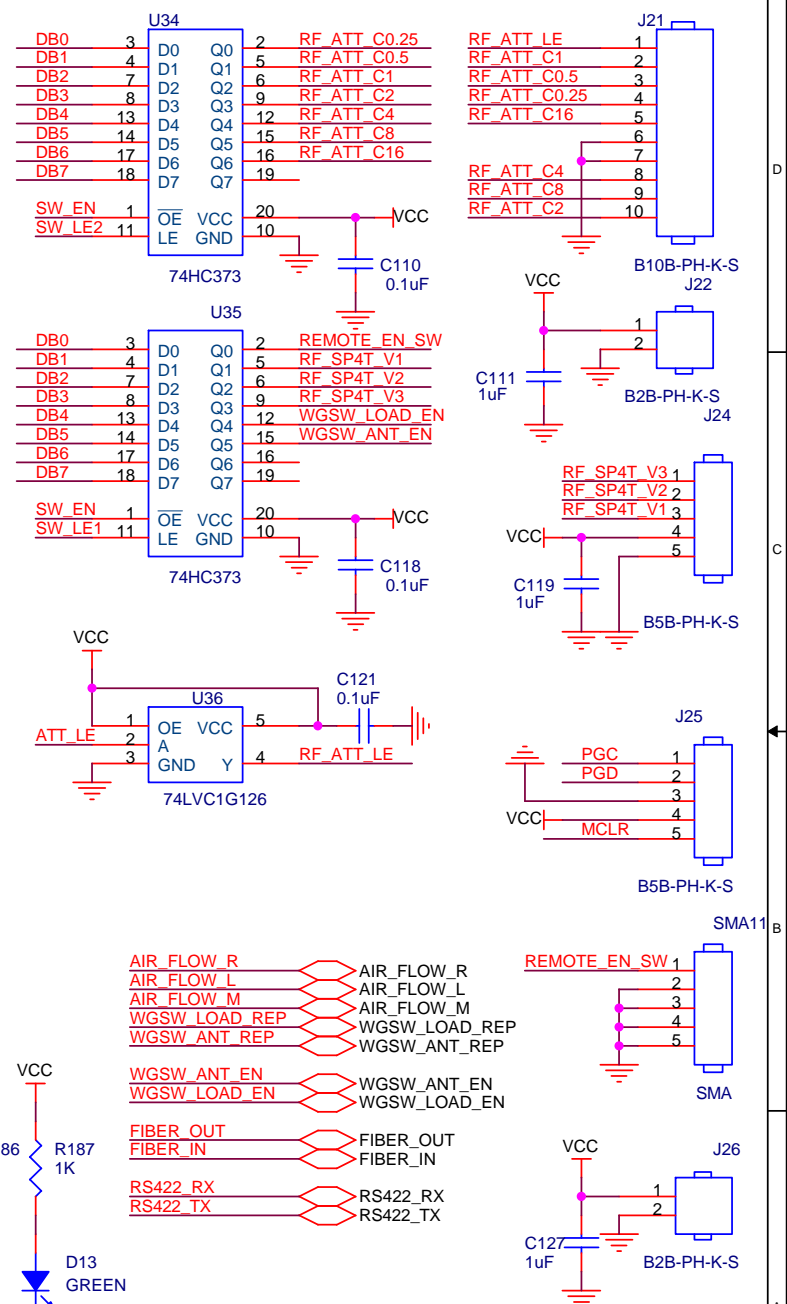 U34
DB0 3 D0 Q0 2 RF_ATT_C0.25
DB1 4 D1 Q1 5 RF_ATT_C0.5
DB2 7 D2 Q2 6 RF_ATT_C1
DB3 8 D3 Q3 9 RF_ATT_C2
DB4 13 D4 Q4 12 RF_ATT_C4
DB5 14 D5 Q5 15 RF_ATT_C8
DB6 17 D6 Q6 16 RF_ATT_C16
DB7 18 D7 Q7 19
SW_EN 1 OE VCC 20 VCC
SW_LE2 11 LE GND 10
74HC373
C110
0.1uF
J21
RF_ATT_LE 1
RF_ATT_C1 2
RF_ATT_C0.5 3
RF_ATT_C0.25 4
RF_ATT_C16 5
6
7
RF_ATT_C4 8
RF_ATT_C8 9
RF_ATT_C2 10
B10B-PH-K-S
D
U35
DB0 3 D0 Q0 2 REMOTE_EN_SW
DB1 4 D1 Q1 5 RF_SP4T_V1
DB2 7 D2 Q2 6 RF_SP4T_V2
DB3 8 D3 Q3 9 RF_SP4T_V3
DB4 13 D4 Q4 12 WGSW_LOAD_EN
DB5 14 D5 Q5 15 WGSW_ANT_EN
DB6 17 D6 Q6 16
DB7 18 D7 Q7 19
SW_EN 1 OE VCC 20 VCC
SW_LE1 11 LE GND 10
74HC373
C118
0.1uF
J22
VCC
1
2
C111
1uF
B2B-PH-K-S
J24
RF_SP4T_V3 1
RF_SP4T_V2 2
RF_SP4T_V1 3
VCC 4
5
C119
1uF
B5B-PH-K-S
C
VCC
U36
C121
0.1uF
1 OE VCC 5
ATT_LE 2 A
3 GND Y 4 RF_ATT_LE
74LVC1G126
J25
PGC 1
PGD 2
3
VCC 4
MCLR 5
B5B-PH-K-S
SMA11
B
REMOTE_EN_SW 1
2
3
4
5
SMA
AIR_FLOW_R AIR_FLOW_R
AIR_FLOW_L AIR_FLOW_L
AIR_FLOW_M AIR_FLOW_M
WGSW_LOAD_REP WGSW_LOAD_REP
WGSW_ANT_REP WGSW_ANT_REP
WGSW_ANT_EN WGSW_ANT_EN
WGSW_LOAD_EN WGSW_LOAD_EN
FIBER_OUT FIBER_OUT
FIBER_IN FIBER_IN
RS422_RX RS422_RX
RS422_TX RS422_TX
VCC
86 R187
1K
D13
GREEN
VCC
J26
1
2
C127
1uF
B2B-PH-K-S